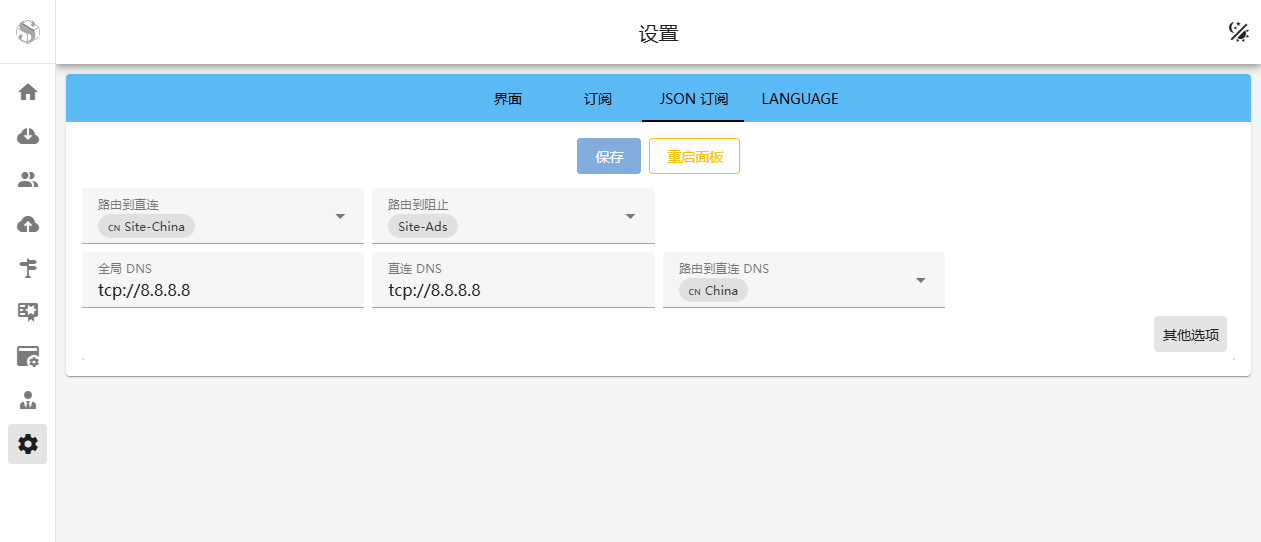 设置
界面 订阅 JSON 订阅 LANGUAGE
保存 重启面板
路由到直连 路由到阻止
CN Site-China Site-Ads
全局 DNS 直连 DNS 路由到直连 DNS
tcp://8.8.8.8 tcp://8.8.8.8 CN China
其他选项